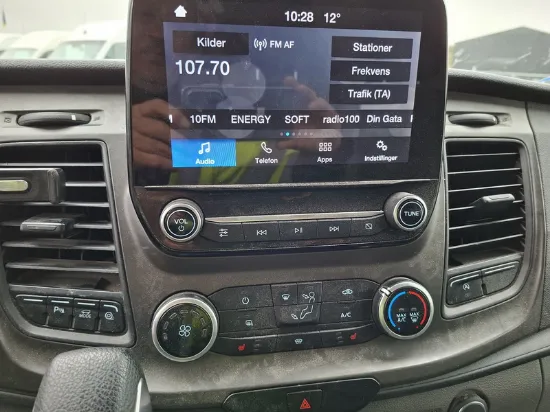 10:28 12°
Kilder
FM AF
Stationer
107.70
Frekvens
Trafik (TA)
10FM ENERGY SOFT radio100 Din Gata
Audio
Telefon
Apps
Indstillinger
VOL
TUNE
A/C
MAX A/C
MAX
MODE